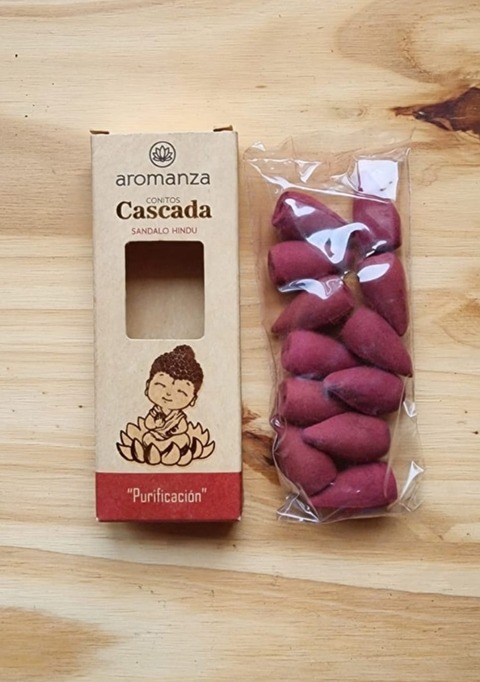 aromanza
CONITOS
Cascada
SANDALO HINDU
"Purificación"